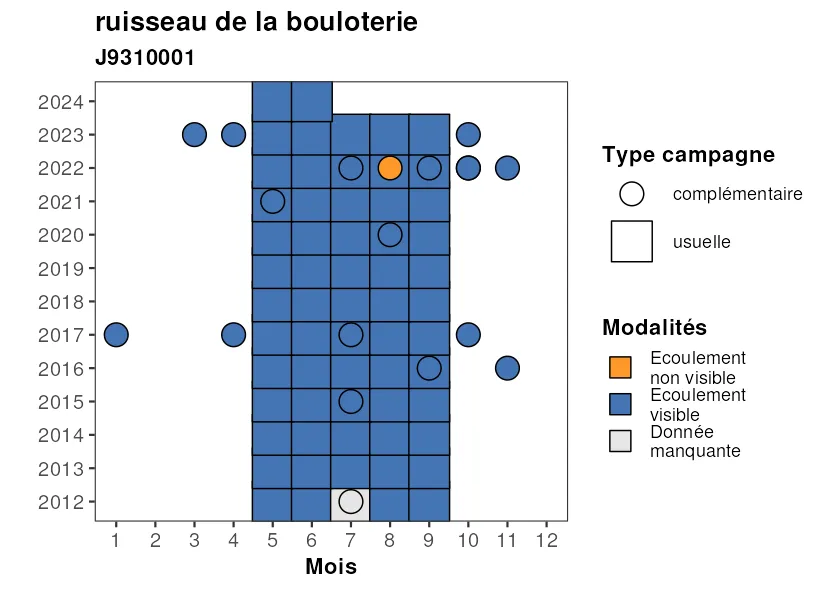 ruisseau de la bouloterie
J9310001
2024
2023
2022
2021
2020
2019
2018
2017
2016
2015
2014
2013
2012
1 2 3 4 5 6 7 8 9 10 11 12
Mois
Type campagne
complémentaire
usuelle
Modalités
Ecoulement
non visible
Ecoulement
visible
Donnée
manquante